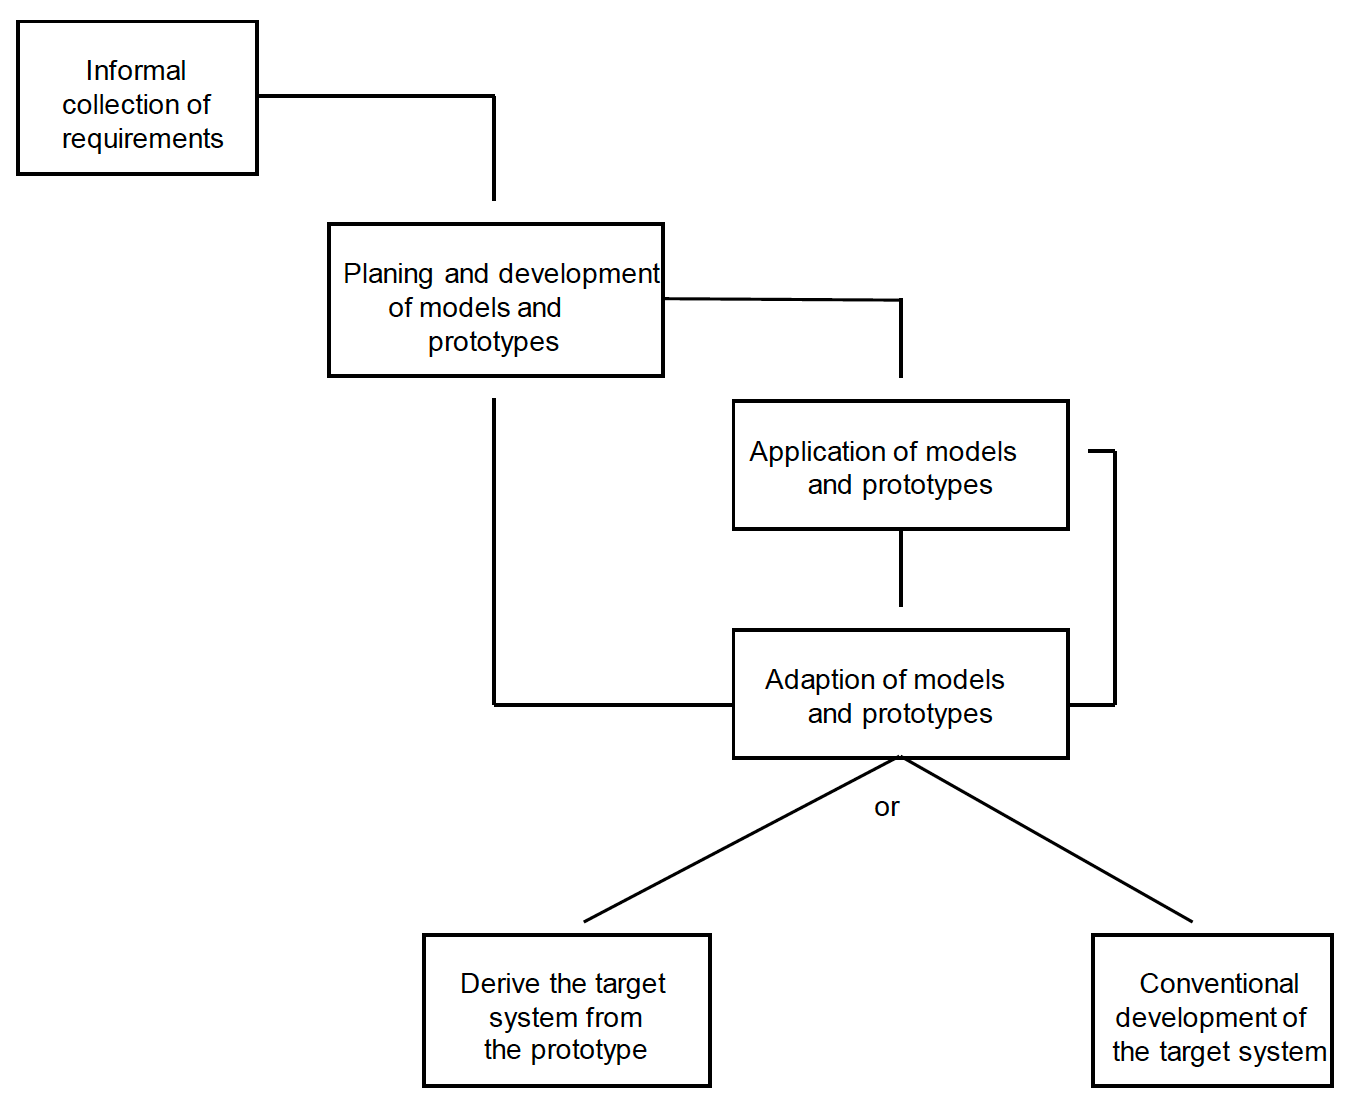 Informal
collection of
requirements
Planing and development
of models and
prototypes
Application of models
and prototypes
Adaption of models
and prototypes
or
Derive the target
system from
the prototype
Conventional
development of
the target system